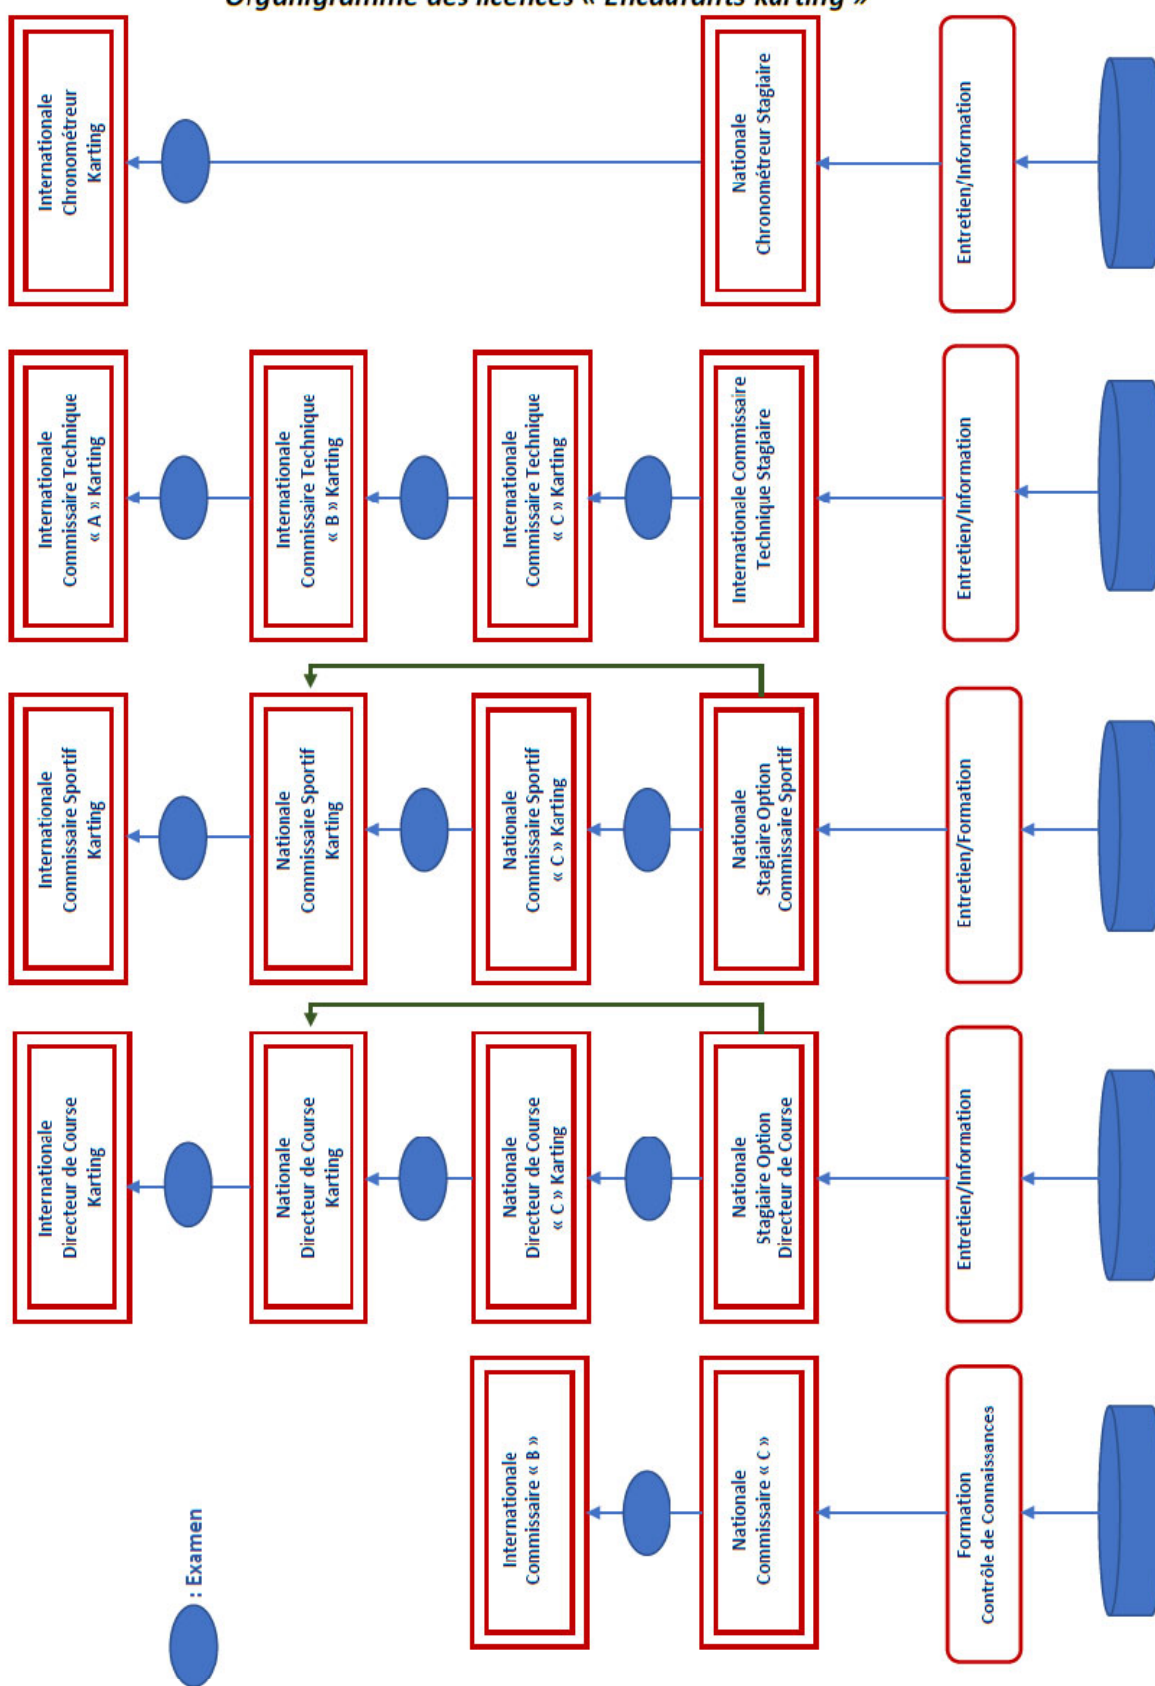 Organigramme des licences « Encadrants Karting »
: Examen
Internationale
Directeur de Course
Karting
Internationale
Commissaire Sportif
Karting
Internationale
Commissaire Technique
« A » Karting
Internationale
Chronométreur
Karting
Nationale
Directeur de Course
Karting
Nationale
Commissaire Sportif
Karting
Internationale
Commissaire Technique
« B » Karting
Internationale
Commissaire « B »
Nationale
Directeur de Course
« C » Karting
Nationale
Commissaire Sportif
« C » Karting
Internationale
Commissaire Technique
« C » Karting
Nationale
Commissaire « C »
Nationale
Stagiaire Option
Directeur de Course
Nationale
Stagiaire Option
Commissaire Sportif
Internationale Commissaire
Technique Stagiaire
Nationale
Chronométreur Stagiaire
Formation
Contrôle de Connaissances
Entretien/Information
Entretien/Formation
Entretien/Information
Entretien/Information